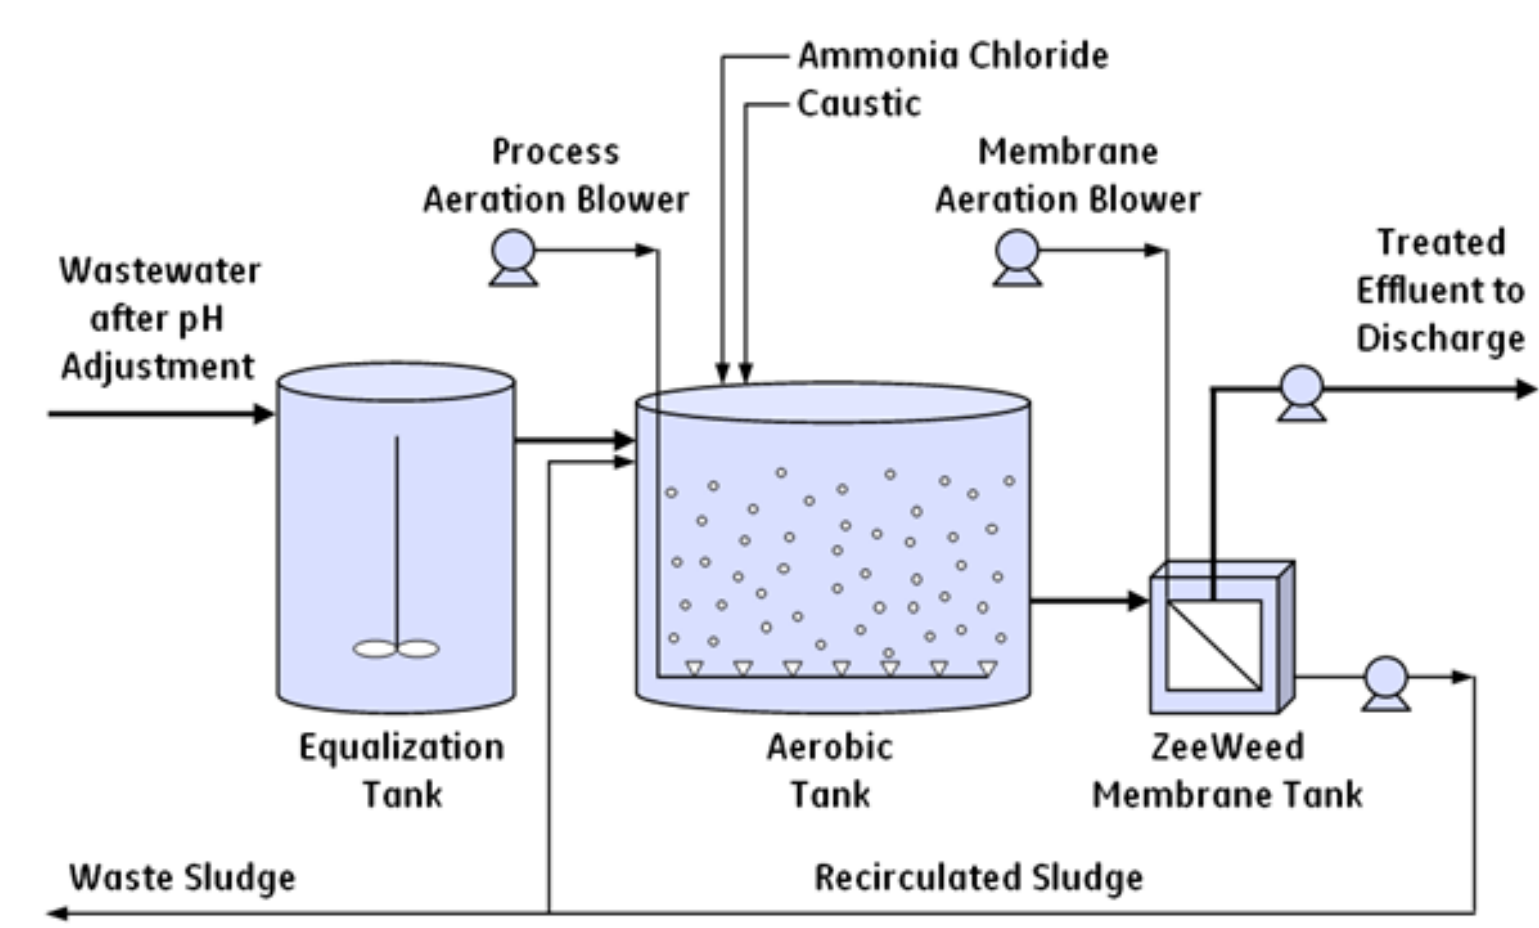 Ammonia Chloride
Caustic
Process
Aeration Blower
Membrane
Aeration Blower
Wastewater
after pH
Adjustment
Treated
Effluent to
Discharge
Equalization
Tank
Aerobic
Tank
ZeeWeed
Membrane Tank
Waste Sludge
Recirculated Sludge